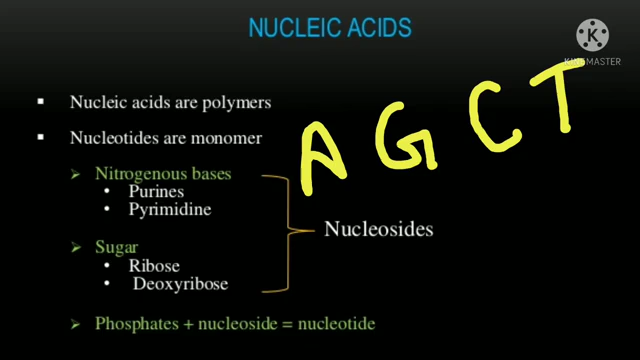 NUCLEIC ACIDS
K
KINEMASTER
Nucleic acids are polymers
Nucleotides are monomer
A G C T
Nitrogenous bases
Purines
Pyrimidine
Nucleosides
Sugar
Ribose
Deoxyribose
Phosphates + nucleoside = nucleotide